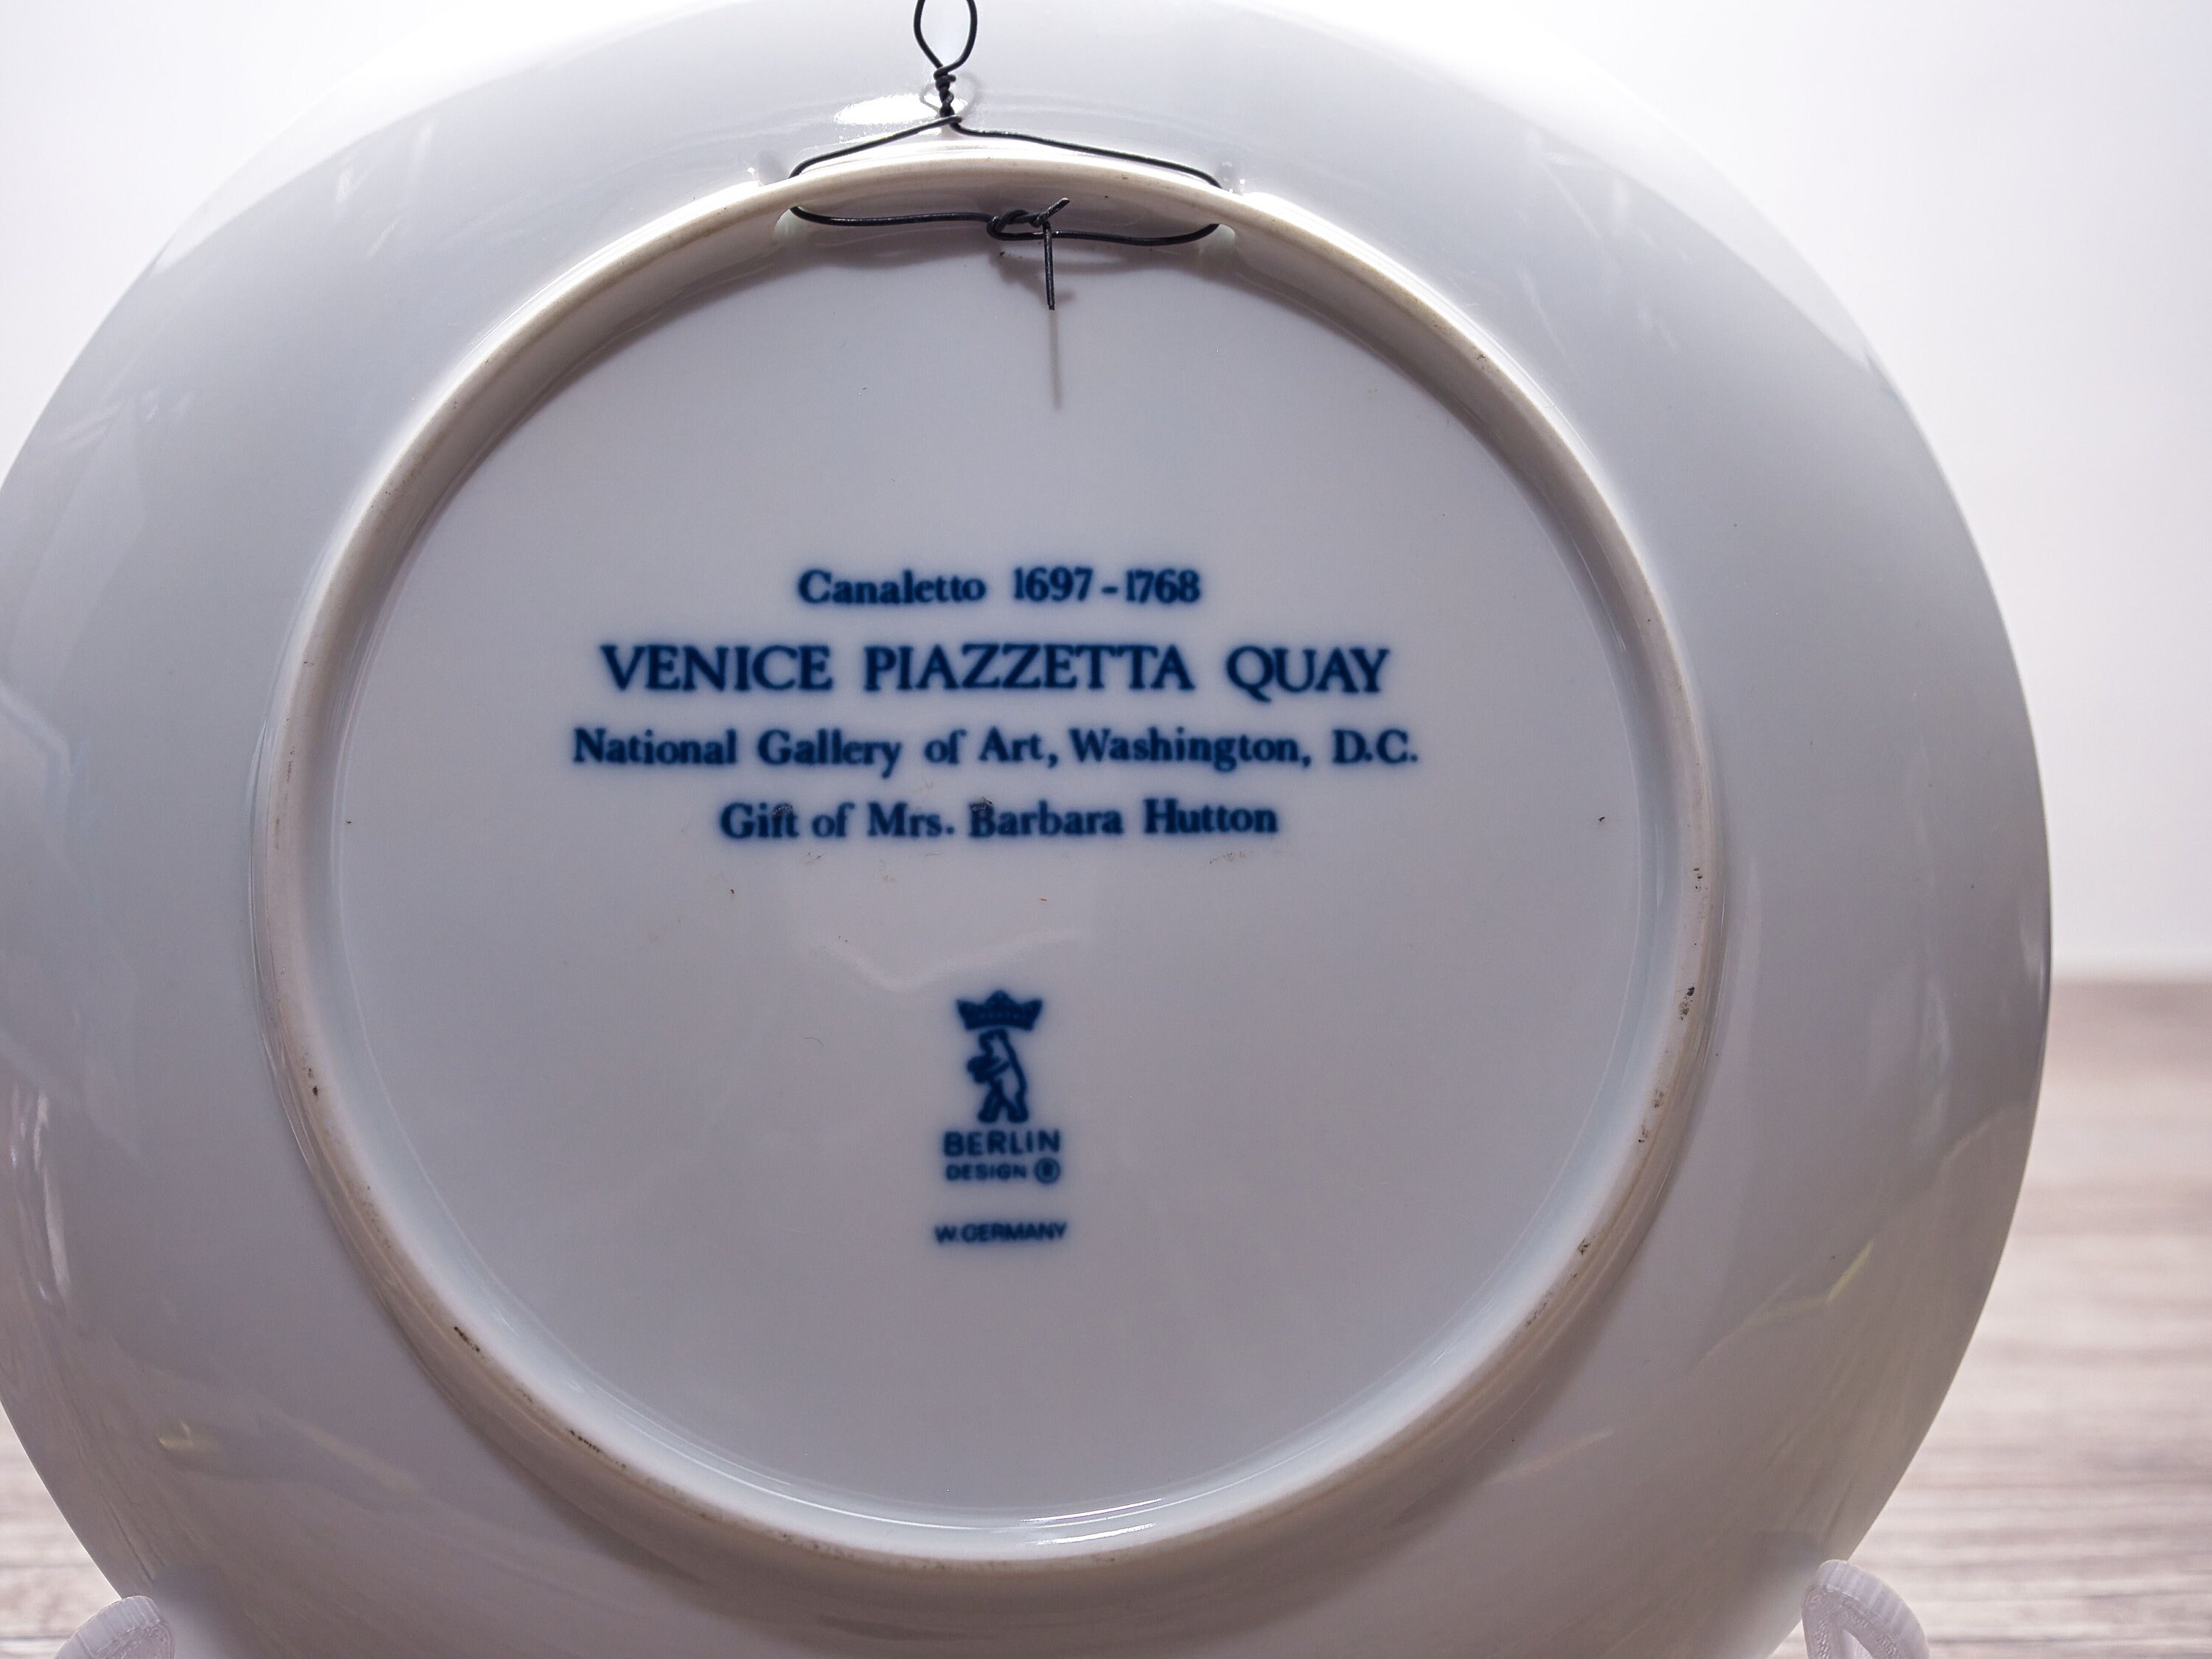 Canaletto 1697-1768
VENICE PIAZZETTA QUAY
National Gallery of Art, Washington, D.C.
Gift of Mrs. Barbara Hutton
BERLIN
DESIGN ®
W. GERMANY